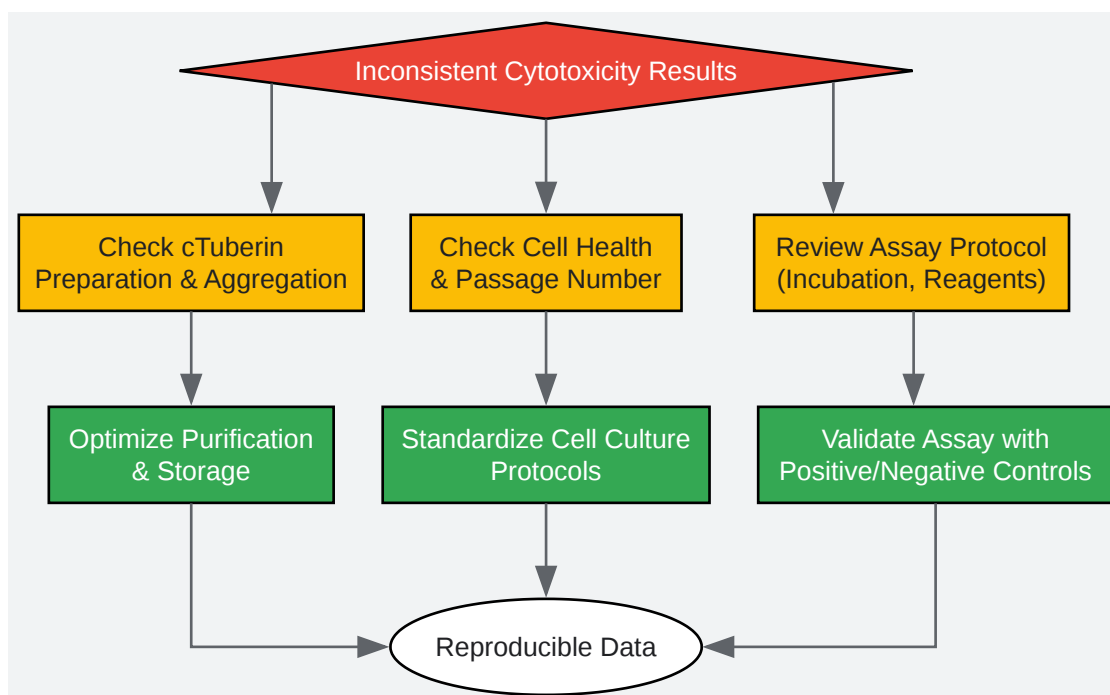 Inconsistent Cytotoxicity Results
Check cTuberin
Preparation & Aggregation
Check Cell Health
& Passage Number
Review Assay Protocol
(Incubation, Reagents)
Optimize Purification
& Storage
Standardize Cell Culture
Protocols
Validate Assay with
Positive/Negative Controls
Reproducible Data